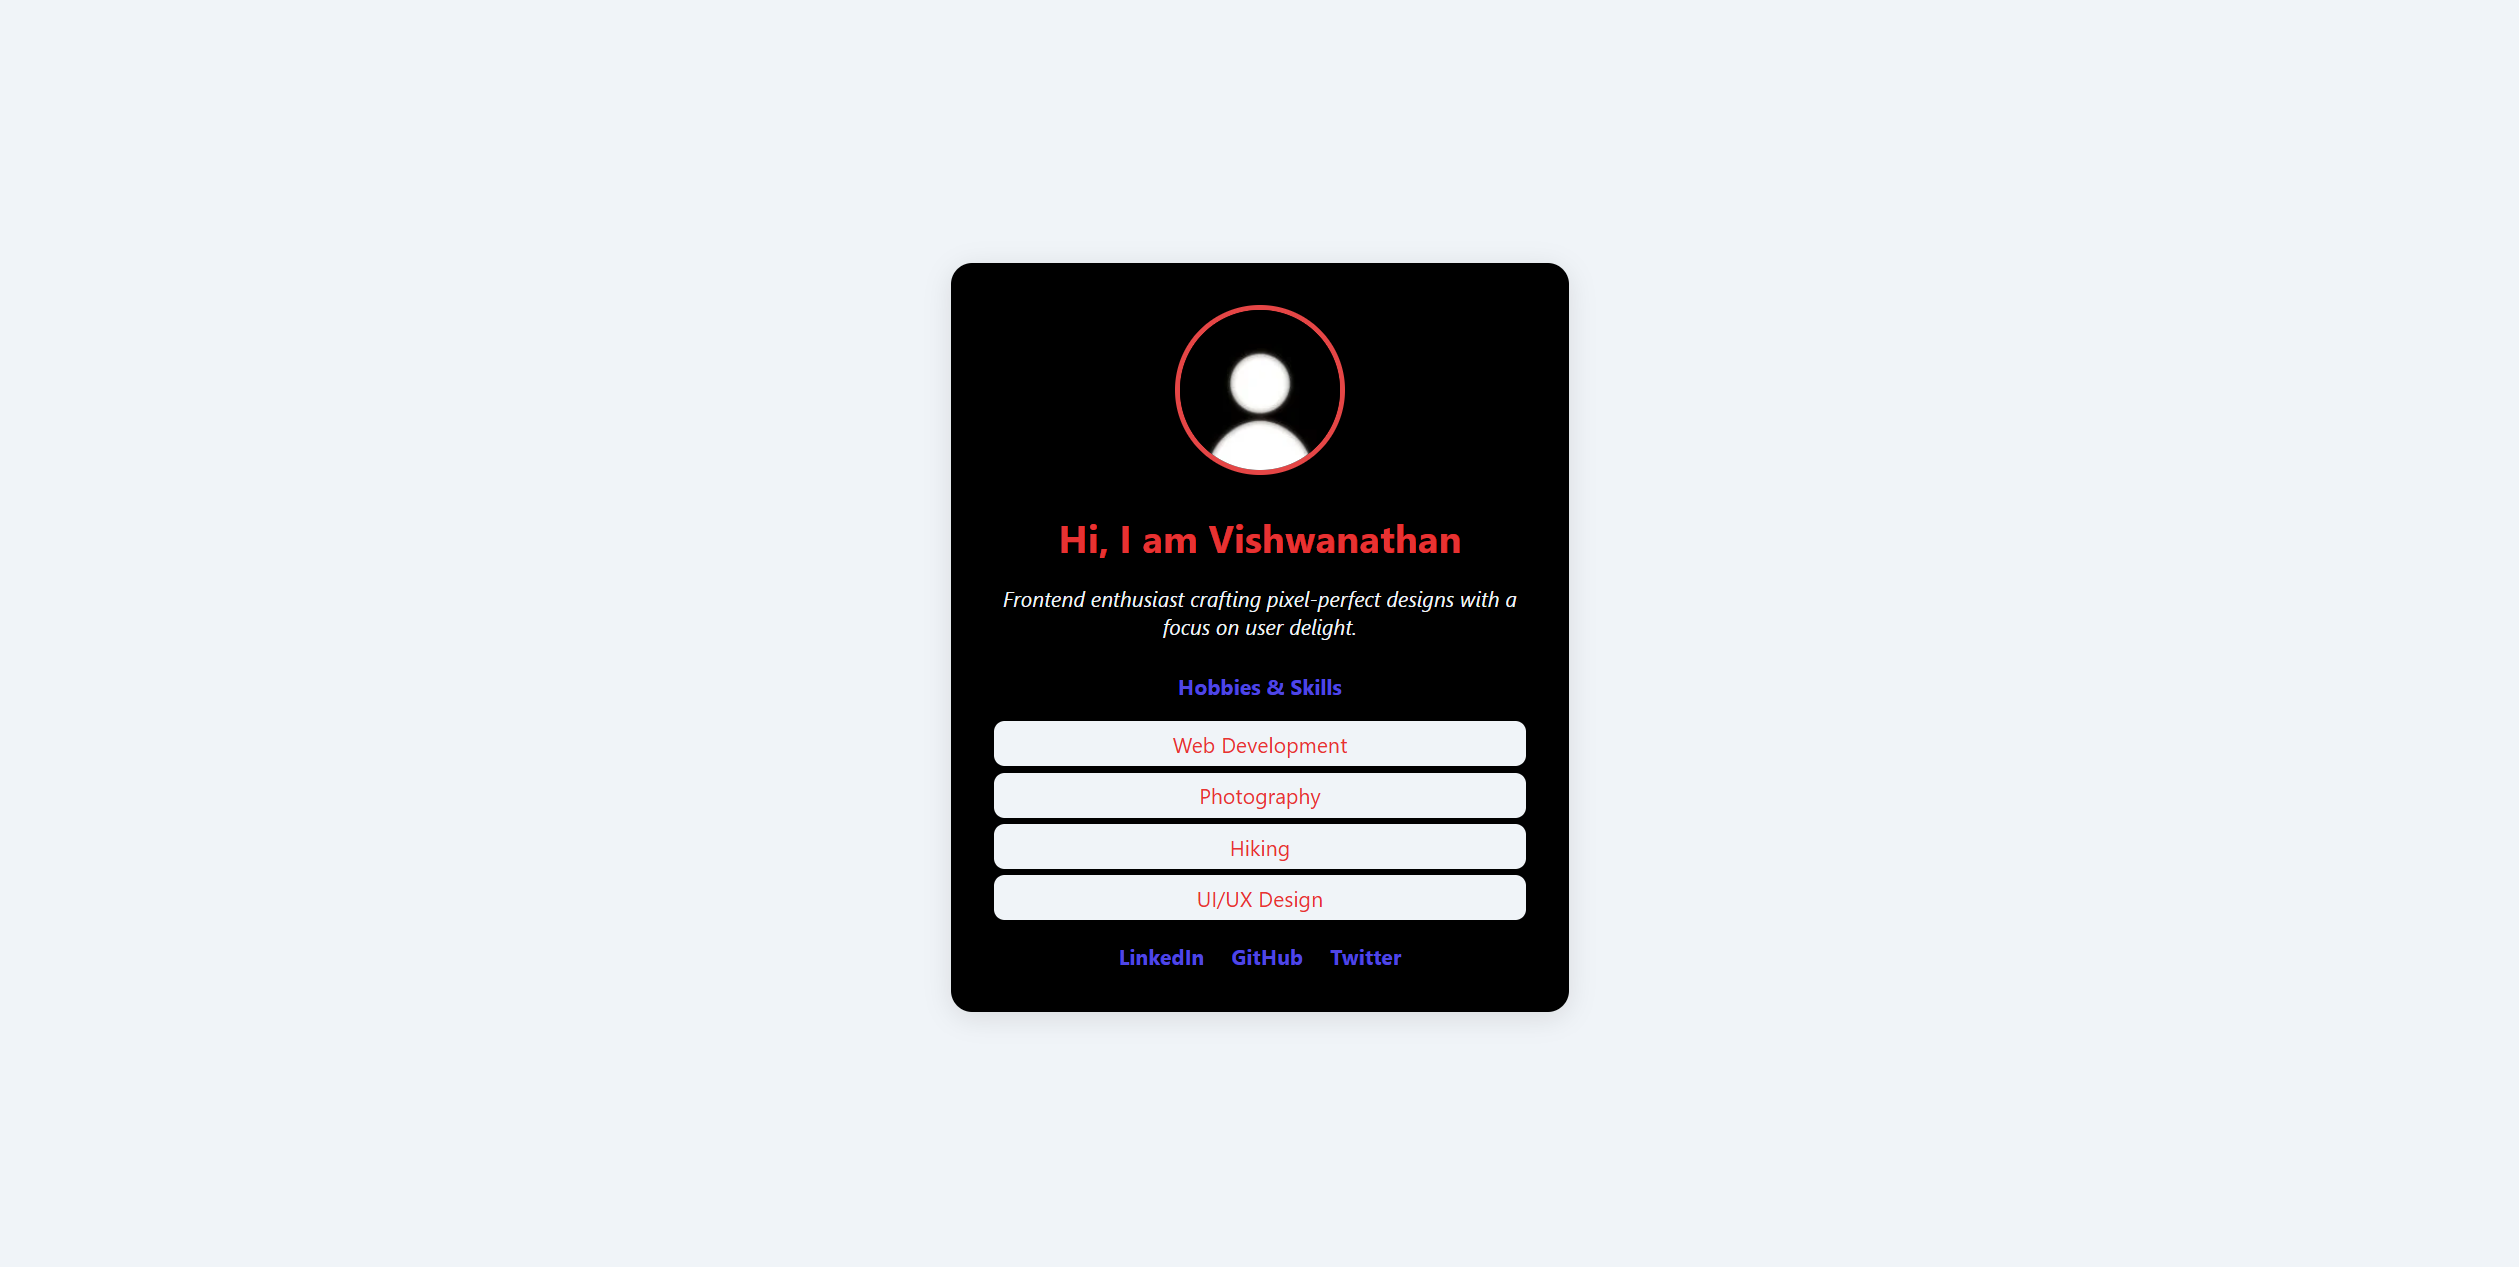 Hi, I am Vishwanathan
Frontend enthusiast crafting pixel-perfect designs with a
focus on user delight.
Hobbies & Skills
Web Development
Photography
Hiking
UI/UX Design
LinkedIn GitHub Twitter